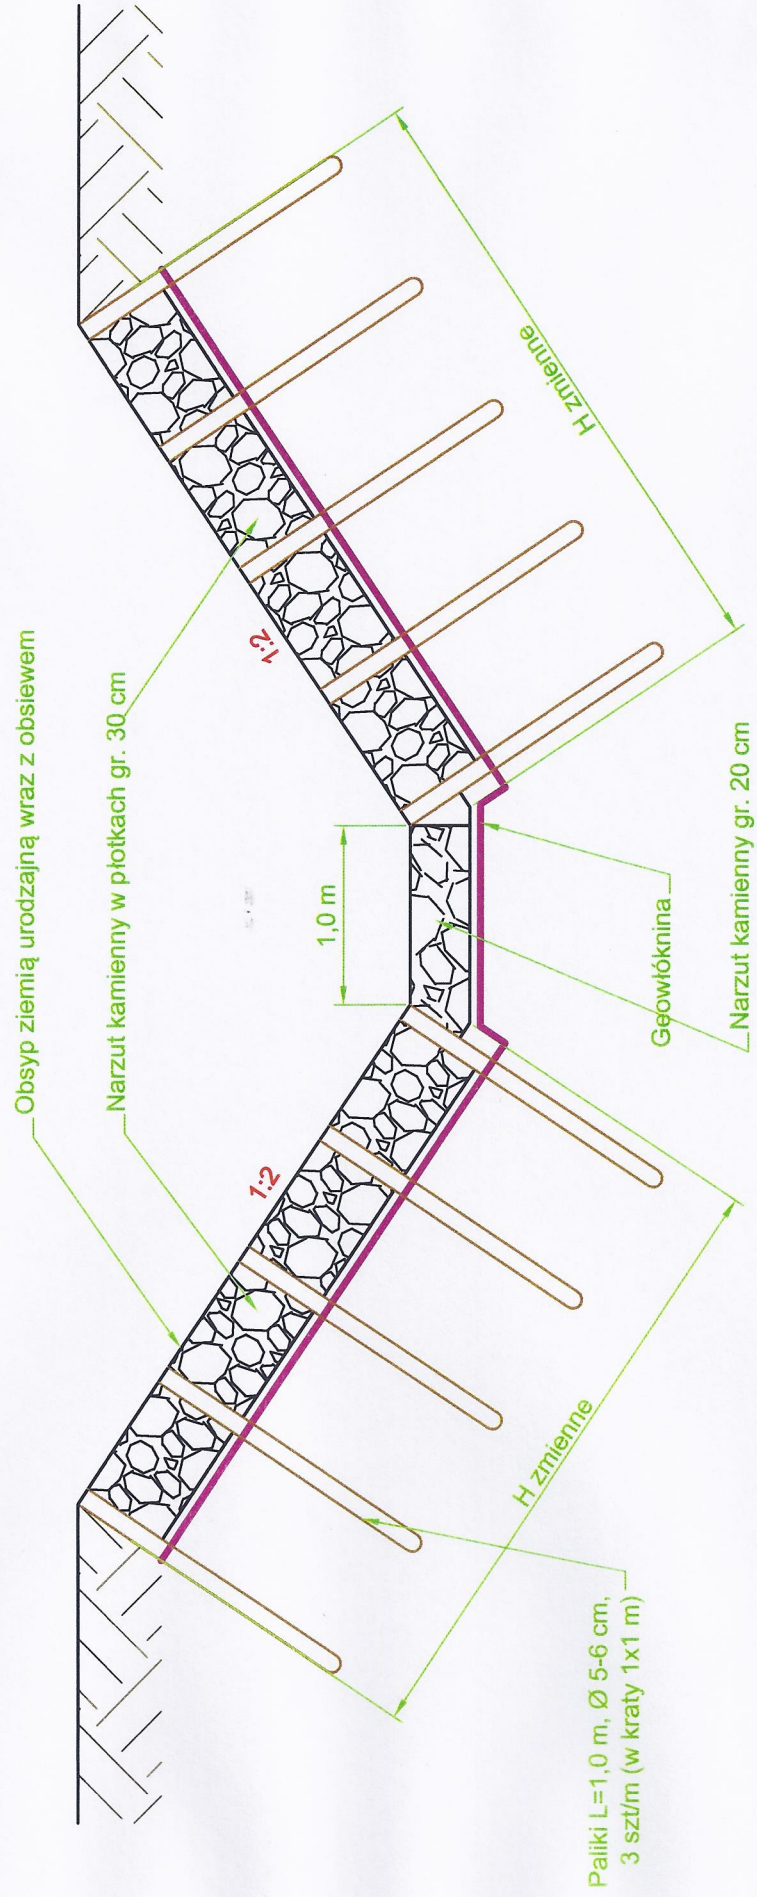 Obsyp ziemią urodzajną wraz z obsiewem
Narzut kamienny w płotkach gr. 30 cm
1:2
1:2
1,0 m
H zmienne
H zmienne
Paliki L=1,0 m, Ø 5-6 cm,
3 szt/m (w kraty 1x1 m)
Geowłóknina
Narzut kamienny gr. 20 cm